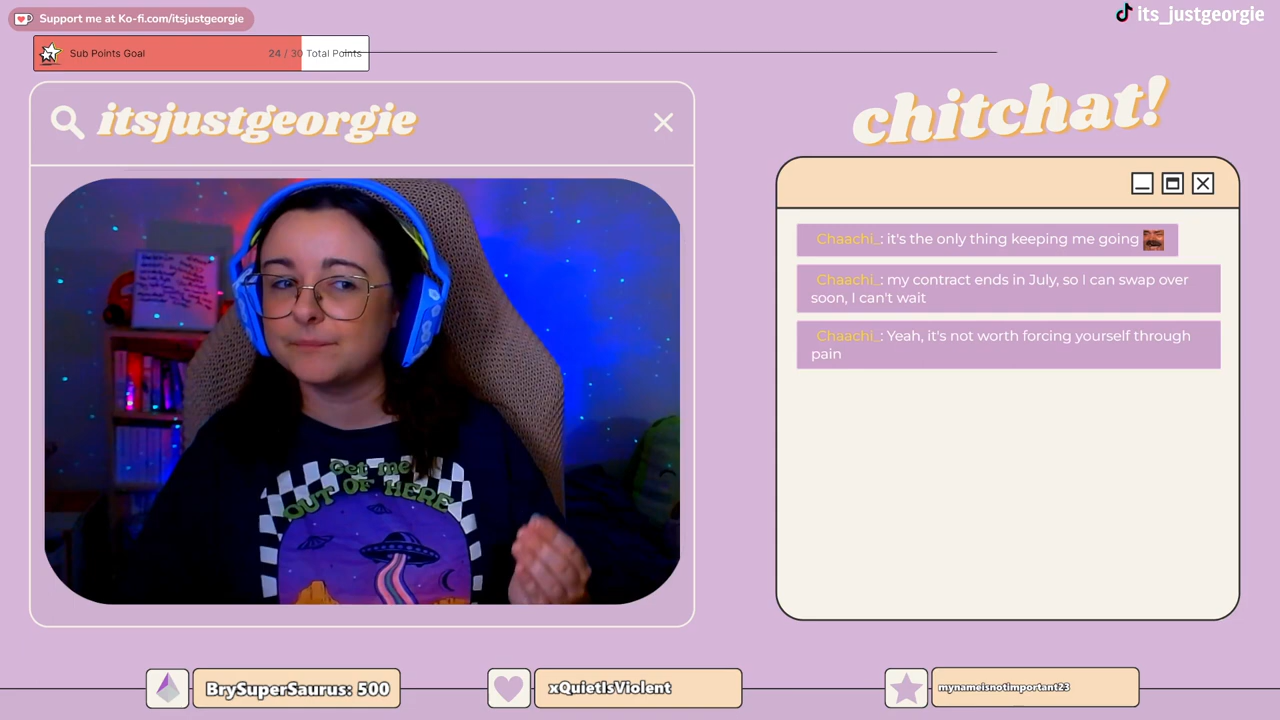 Support me at Ko-fi.com/itsjustgeorgie
its_justgeorgie
Sub Points Goal
24 / 30 Total Points
itsjustgeorgie
chitchat!
Chaachi_: it's the only thing keeping me going
Chaachi_: my contract ends in July, so I can swap over
soon, I can't wait
Chaachi_: Yeah, it's not worth forcing yourself through
pain
Get me
OUT OF HERE
BrySuperSaurus: 500
xQuietIsViolent
mynameisnotimportant23